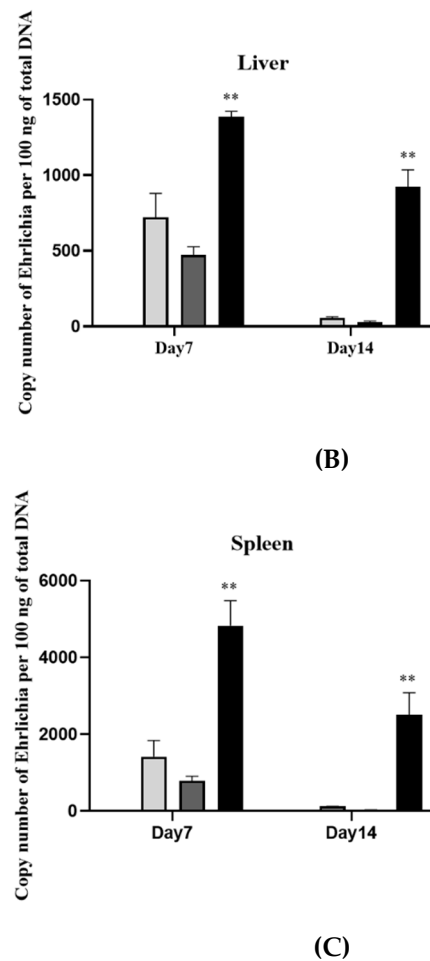 Liver
Copy number of Ehrlichia per 100 ng of total DNA
1500
1000
500
0
**
**
Day7 Day14
(B)
Spleen
Copy number of Ehrlichia per 100 ng of total DNA
6000
4000
2000
0
**
**
Day7 Day14
(C)